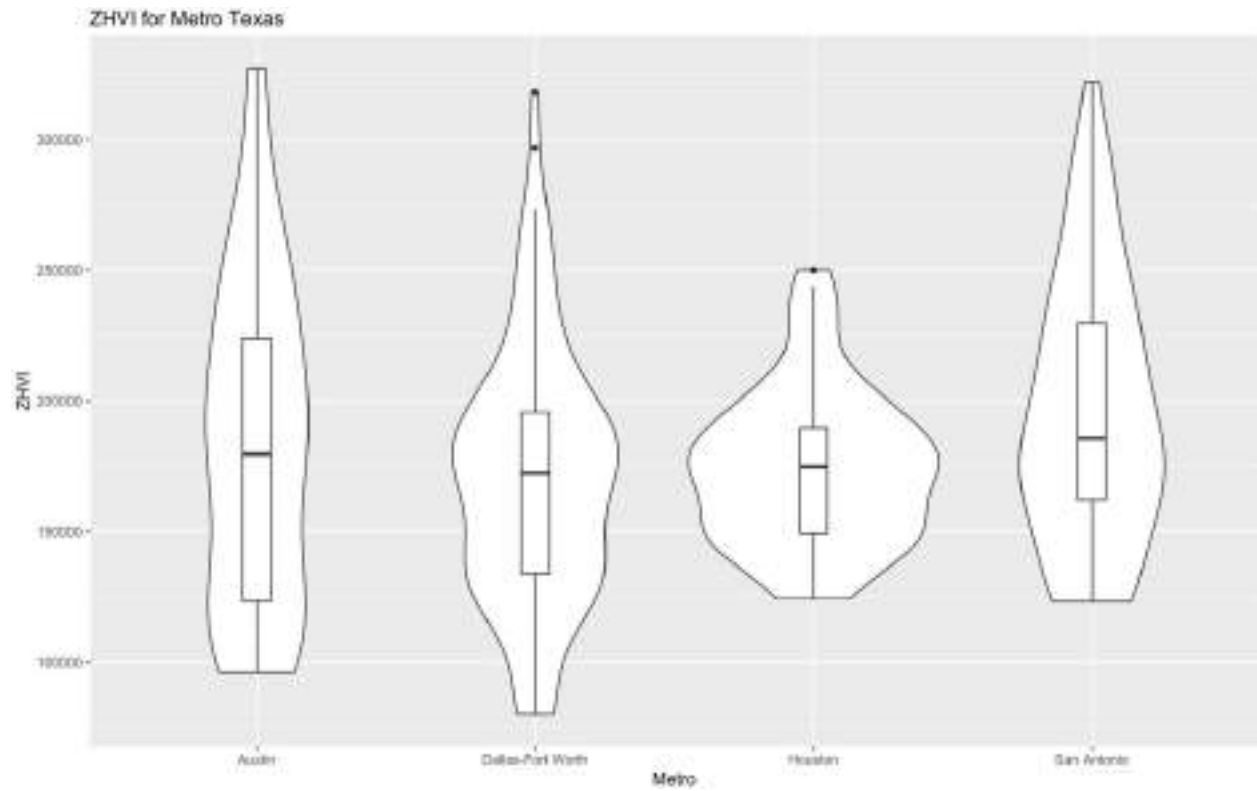 ZHVI for Metro Texas
300000
250000
ZHVI
200000
150000
100000
Austin
Dallas-Fort Worth
Houston
San Antonio
Metro